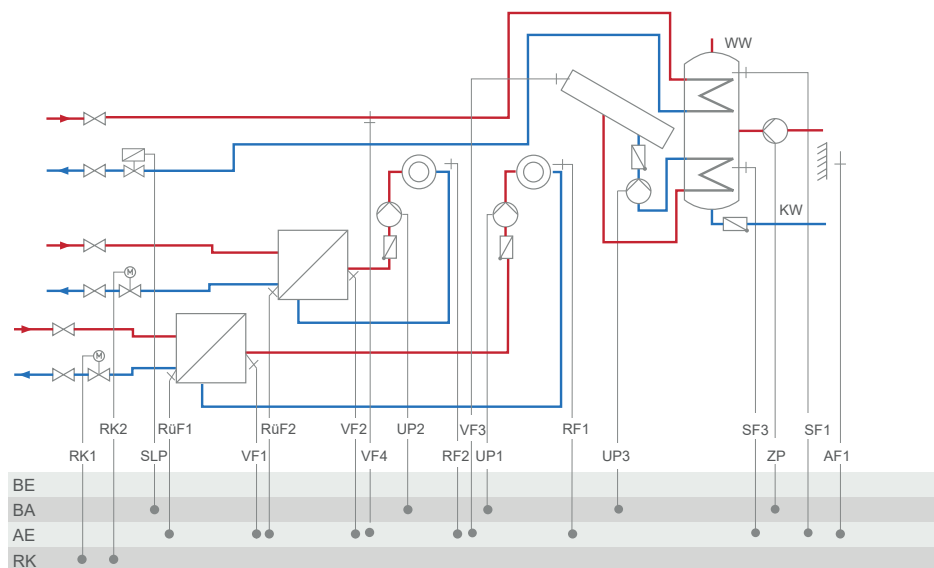 WW
KW
M
M
RK2 RüF1 RüF2 VF2 UP2 VF3 RF1 SF3 SF1
RK1 SLP VF1 VF4 RF2 UP1 UP3 ZP AF1
BE
BA
AE
RK